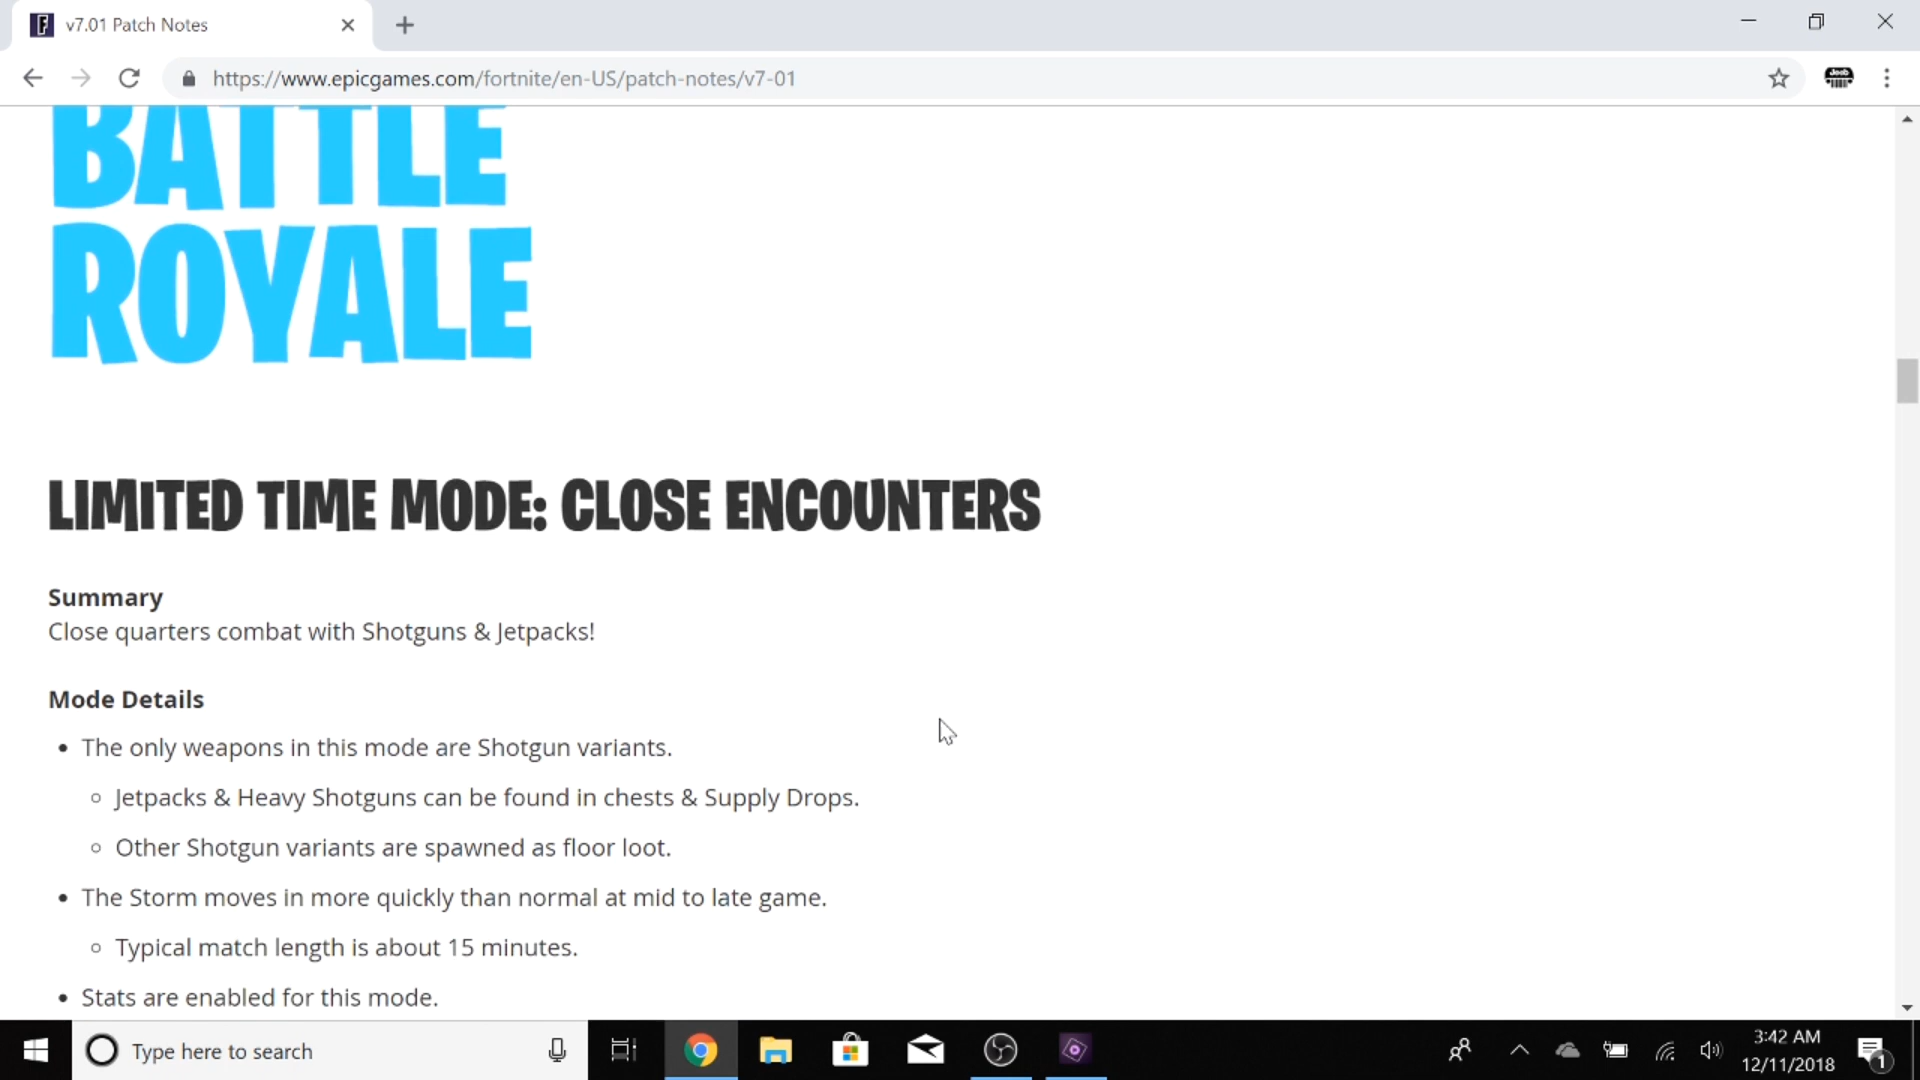 v7.01 Patch Notes
https://www.epicgames.com/fortnite/en-US/patch-notes/v7-01
BATTLE
ROYALE
LIMITED TIME MODE: CLOSE ENCOUNTERS
Summary
Close quarters combat with Shotguns & Jetpacks!
Mode Details
• The only weapons in this mode are Shotgun variants.
◦ Jetpacks & Heavy Shotguns can be found in chests & Supply Drops.
◦ Other Shotgun variants are spawned as floor loot.
• The Storm moves in more quickly than normal at mid to late game.
◦ Typical match length is about 15 minutes.
• Stats are enabled for this mode.
Type here to search
3:42 AM
12/11/2018
1